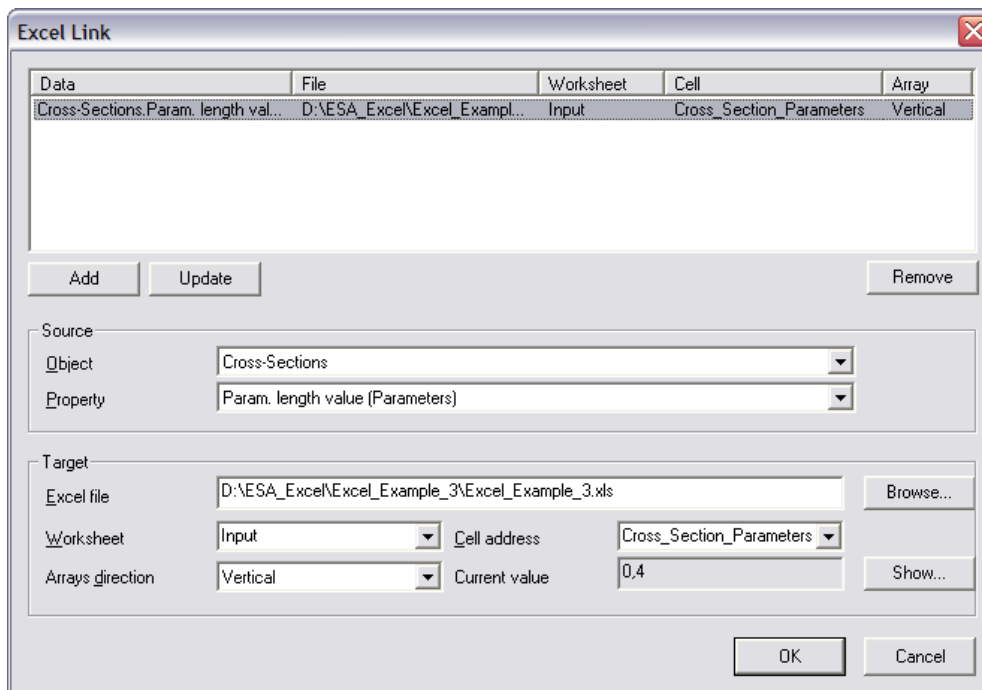 Excel Link
Data File Worksheet Cell Array
Cross-Sections.Param. length val... D:\ESA_Excel\Excel_Exampl... Input Cross_Section_Parameters Vertical
Add Update Remove
Source
Object Cross-Sections
Property Param. length value (Parameters)
Target
Excel file D:\ESA_Excel\Excel_Example_3\Excel_Example_3.xls Browse...
Worksheet Input Cell address Cross_Section_Parameters
Arrays direction Vertical Current value 0,4 Show...
OK Cancel